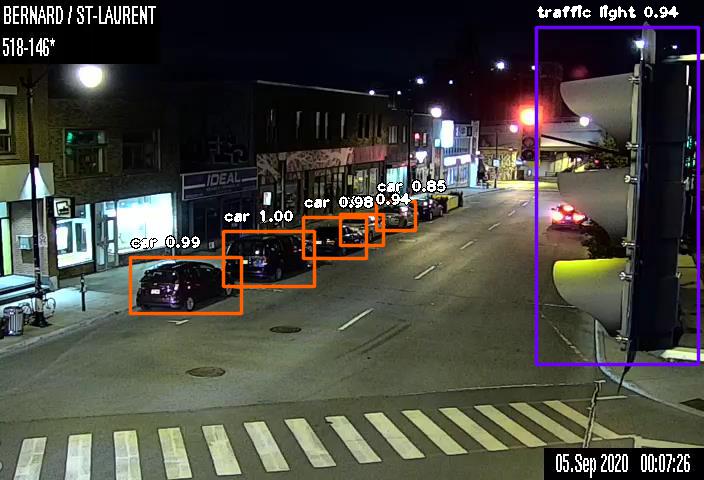 BERNARD / ST-LAURENT
518-146*
traffic light 0.94
IDEAL
car 0.85
car 0.98
0.94
car 1.00
car 0.99
05.Sep 2020 00:07:26